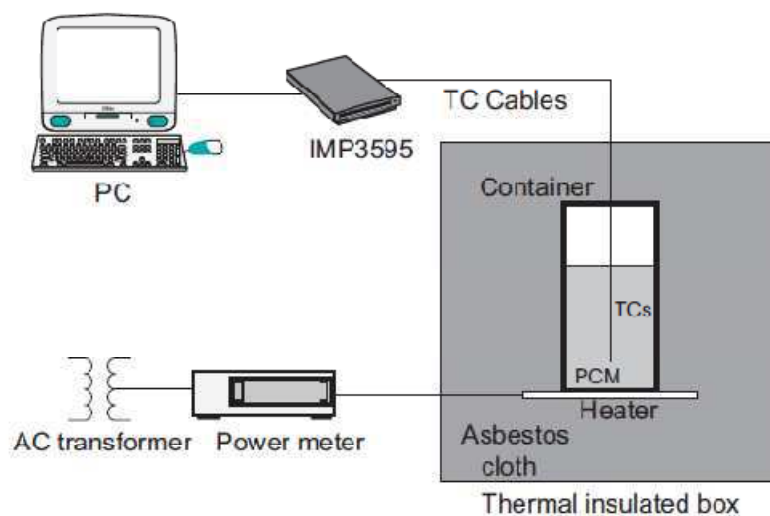 TC Cables
IMP3595
PC
Container
TCs
PCM
Heater
AC transformer
Power meter
Asbestos
cloth
Thermal insulated box